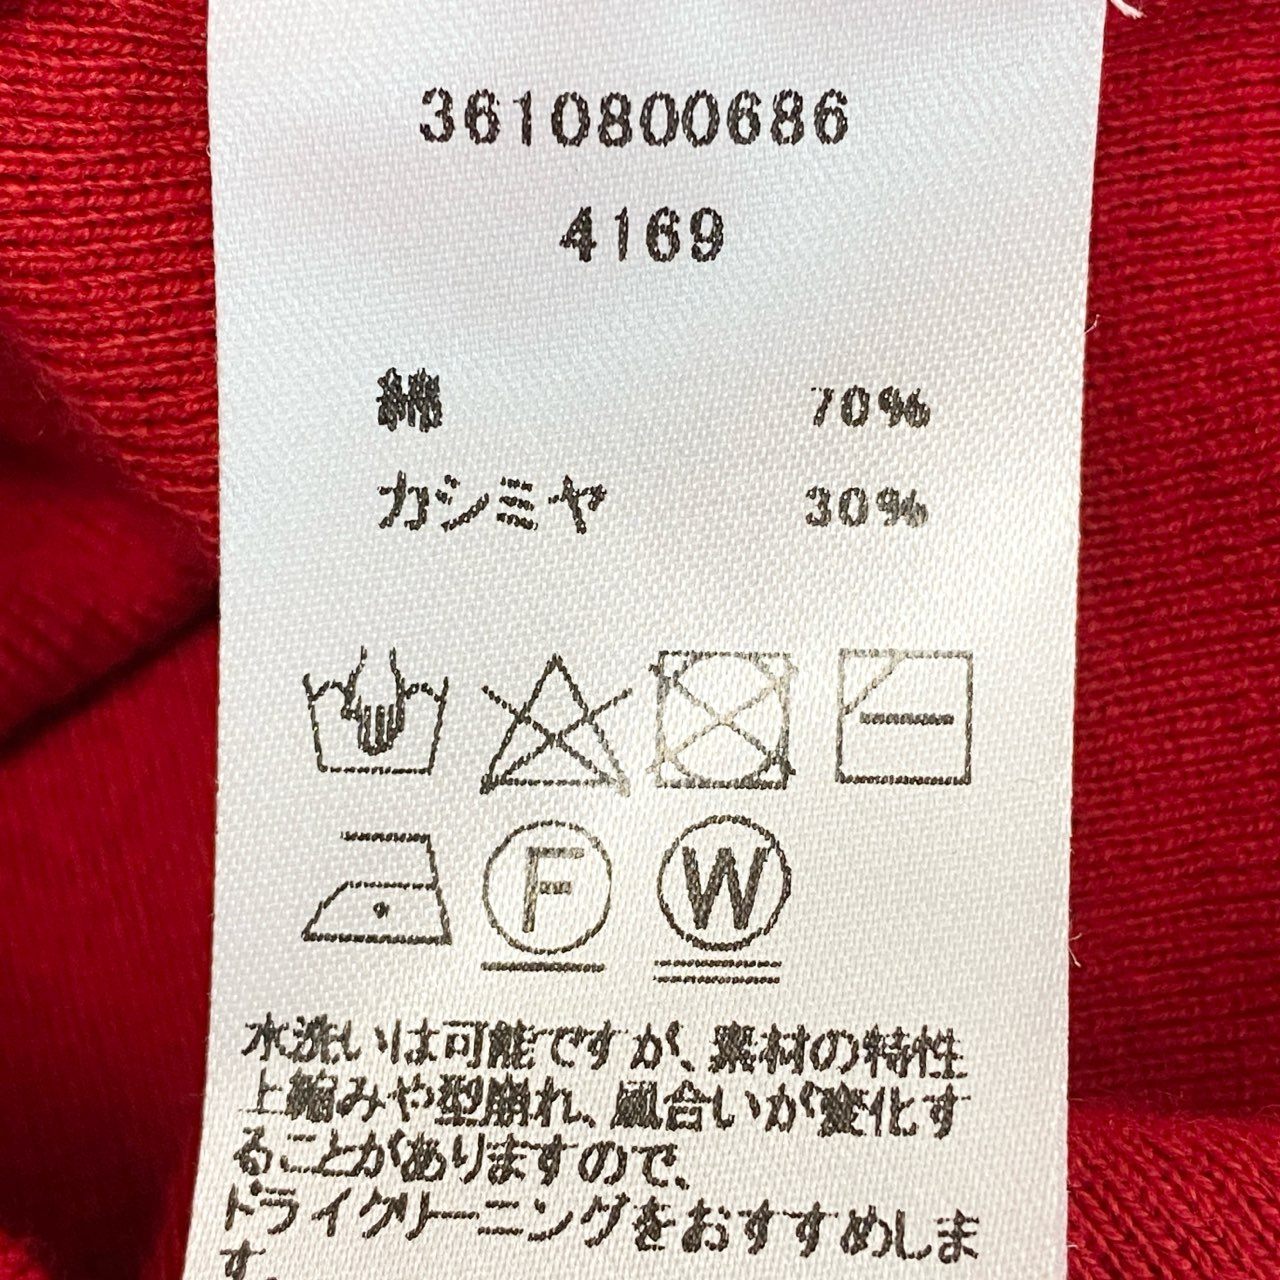 3610800686
4169
綿 70%
カシミヤ 30%
F W
水洗いは可能ですが、素材の特性
上縮みや型崩れ、風合いが変化す
ることがありますので、
ドライクリーニングをおすすめしま
す。